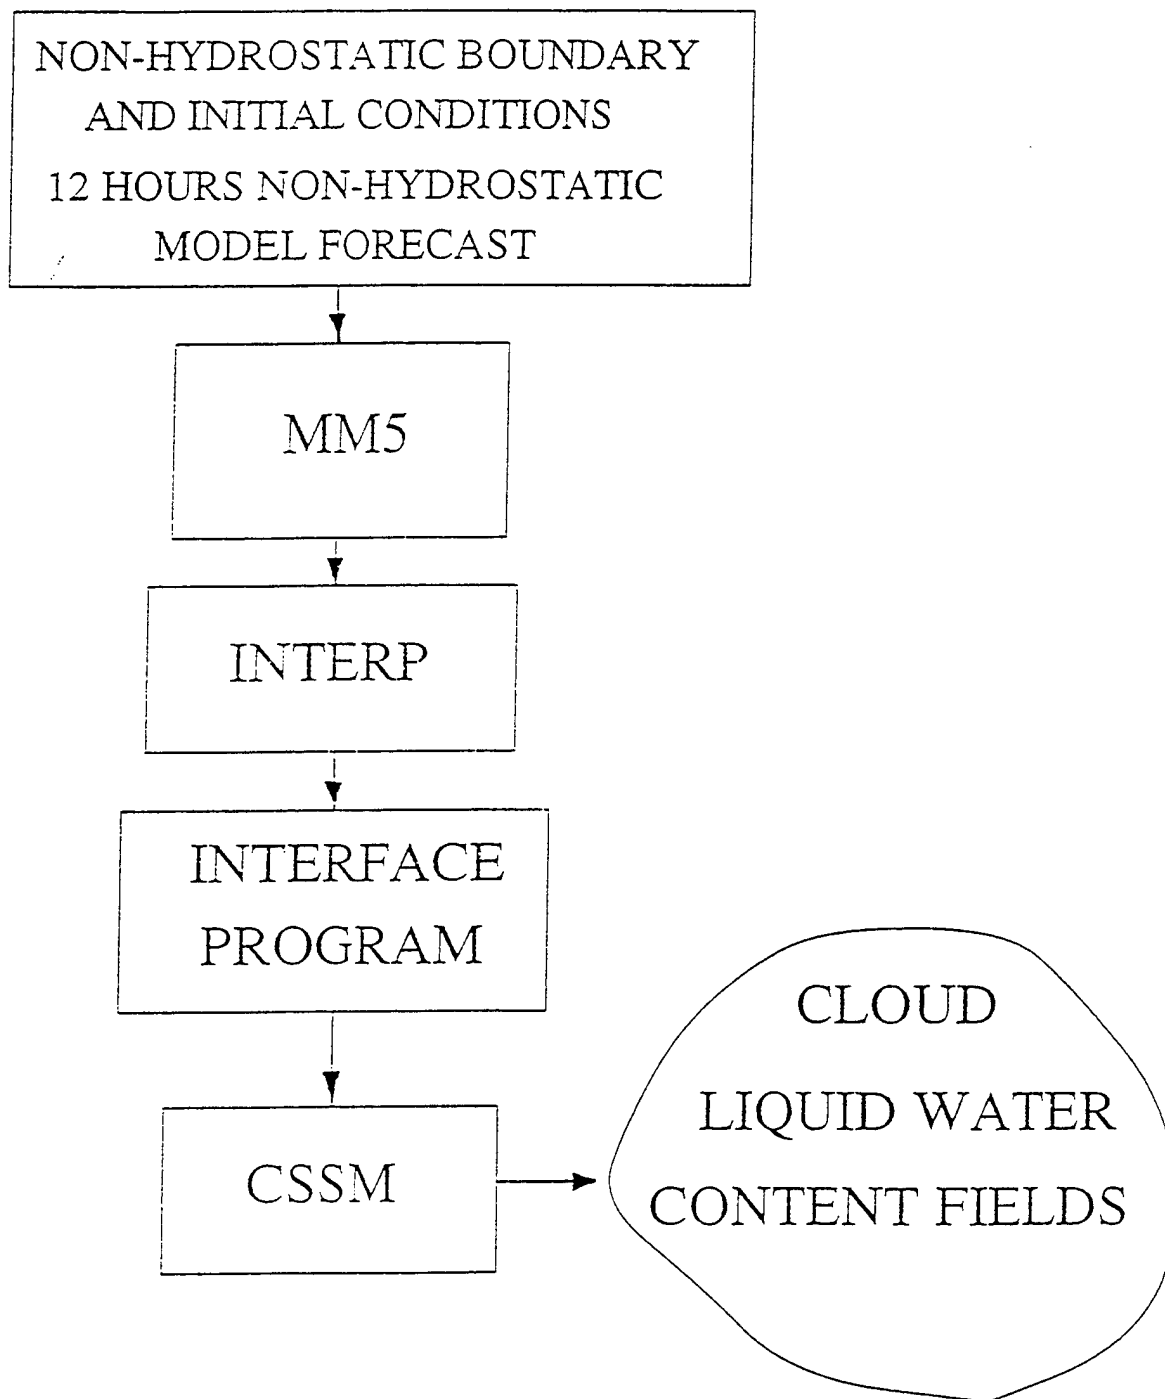 NON-HYDROSTATIC BOUNDARY
AND INITIAL CONDITIONS
12 HOURS NON-HYDROSTATIC
MODEL FORECAST
MM5
INTERP
INTERFACE
PROGRAM
CSSM
CLOUD
LIQUID WATER
CONTENT FIELDS